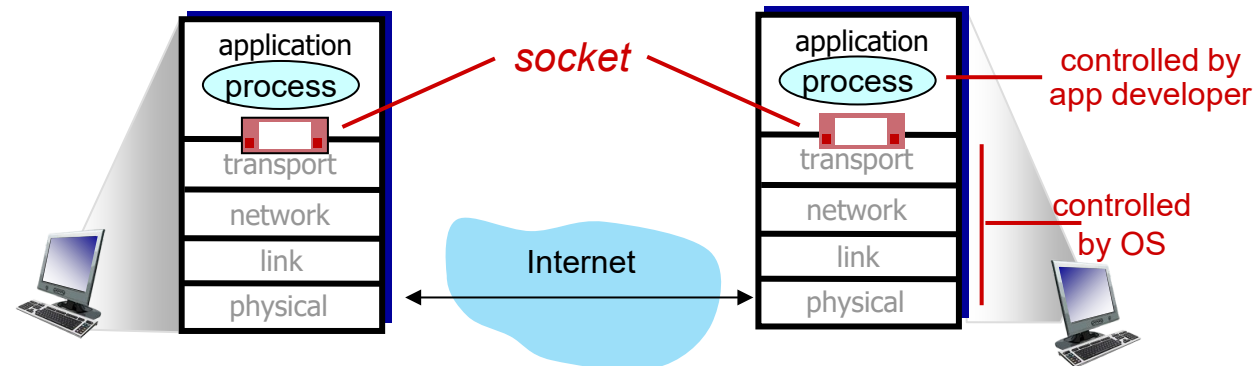 application
process
transport
network
link
physical
socket
Internet
application
process
transport
network
link
physical
controlled by
app developer
controlled
by OS